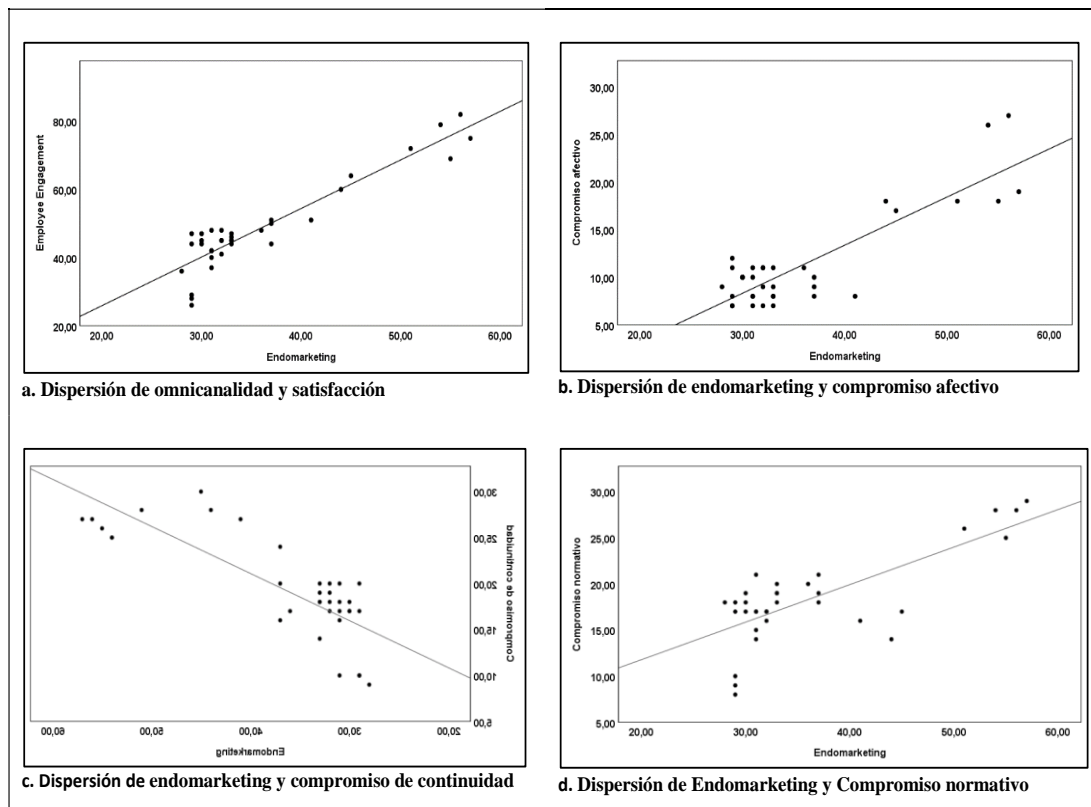 80,00
60,00
40,00
20,00
Employee Engagement
20,00 30,00 40,00 50,00 60,00
Endomarketing
a. Dispersión de omnicanalidad y satisfacción
30,00
25,00
20,00
15,00
10,00
5,00
Compromiso afectivo
20,00 30,00 40,00 50,00 60,00
Endomarketing
b. Dispersión de endomarketing y compromiso afectivo
30,00
25,00
20,00
15,00
10,00
5,00
Compromiso de continuidad
60,00 50,00 40,00 30,00 20,00
Endomarketing
c. Dispersión de endomarketing y compromiso de continuidad
30,00
25,00
20,00
15,00
10,00
5,00
Compromiso normativo
20,00 30,00 40,00 50,00 60,00
Endomarketing
d. Dispersión de Endomarketing y Compromiso normativo